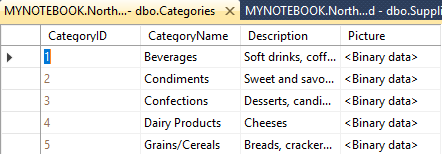 MYNOTEBOOK.North...- dbo.Categories MYNOTEBOOK.North...d - dbo.Suppli
CategoryID CategoryName Description Picture
1 Beverages Soft drinks, coff... <Binary data>
2 Condiments Sweet and savo... <Binary data>
3 Confections Desserts, candi... <Binary data>
4 Dairy Products Cheeses <Binary data>
5 Grains/Cereals Breads, cracker... <Binary data>